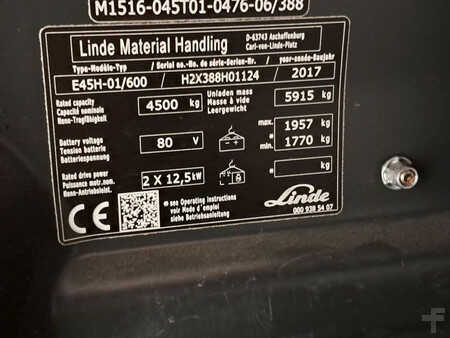 M1516-045T01-0476-06/388
Linde Material Handling
D-63743 Aschaffenburg
Carl-von-Linde-Platz
Type-Modèle-Typ / Serial no.-No de série-Serien-Nr. / year-année-Baujahr
E45H-01/600 / H2X388H01124 / 2017
Rated capacity
Capacité nominale
Nenn-Tragfähigkeit
4500 kg
Unladen mass
Masse à vide
Leergewicht
5915 kg
Battery voltage
Tension batterie
Batteriespannung
80 V
max. 1957 kg
min. 1770 kg
Rated drive power
Puissance motr.nom.
Nenn-Antriebsleist.
2 X 12,5 kW
* kg
CE
* see Operating instructions
voir Mode d'emploi
siehe Betriebsanleitung
Linde
000 938 54 07
F